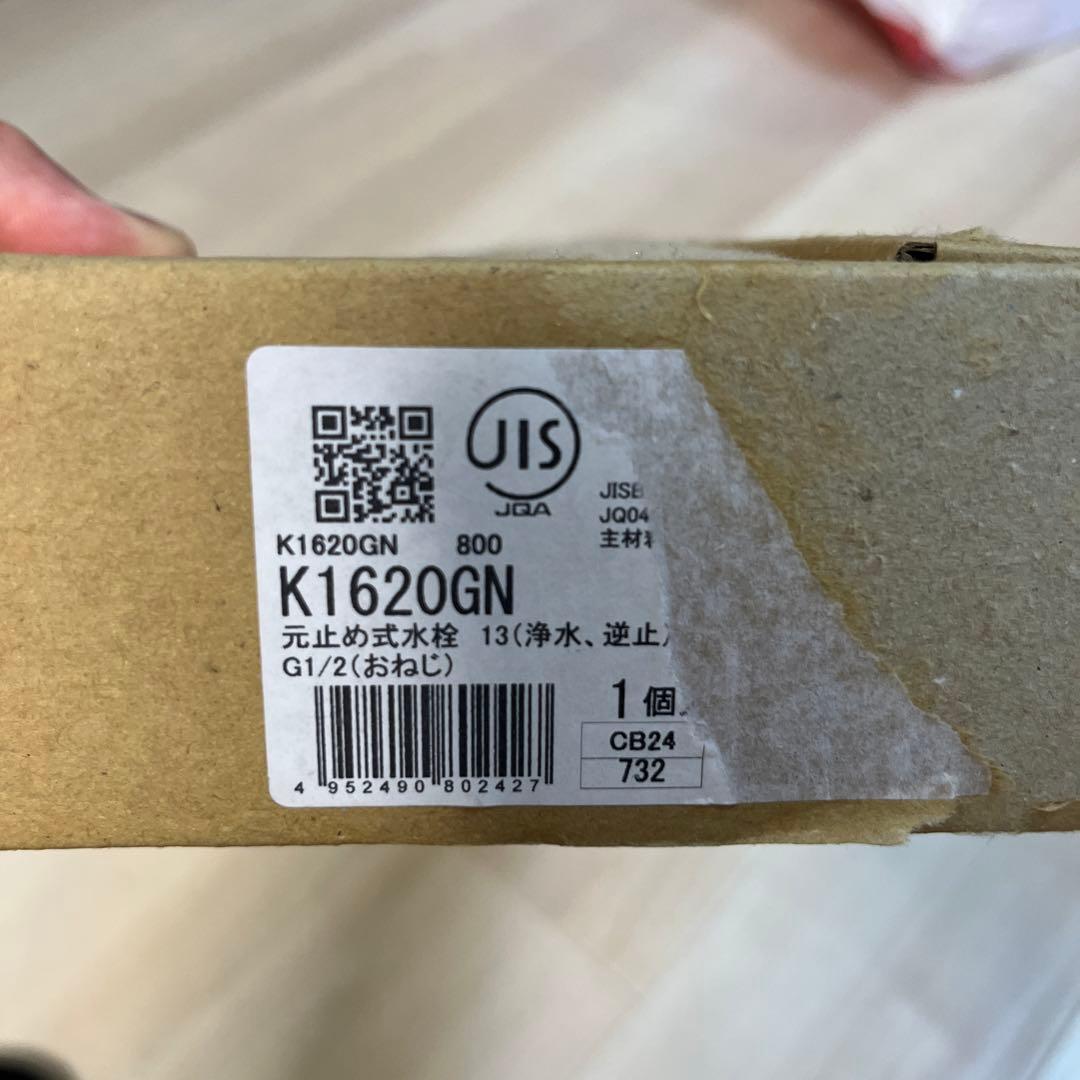 JIS
JQA
JISB
JQ04
主材
K1620GN 800
K1620GN
元止め式水栓 13(浄水、逆止)
G1/2(おねじ)
1個
CB24
732
4 952490 802427